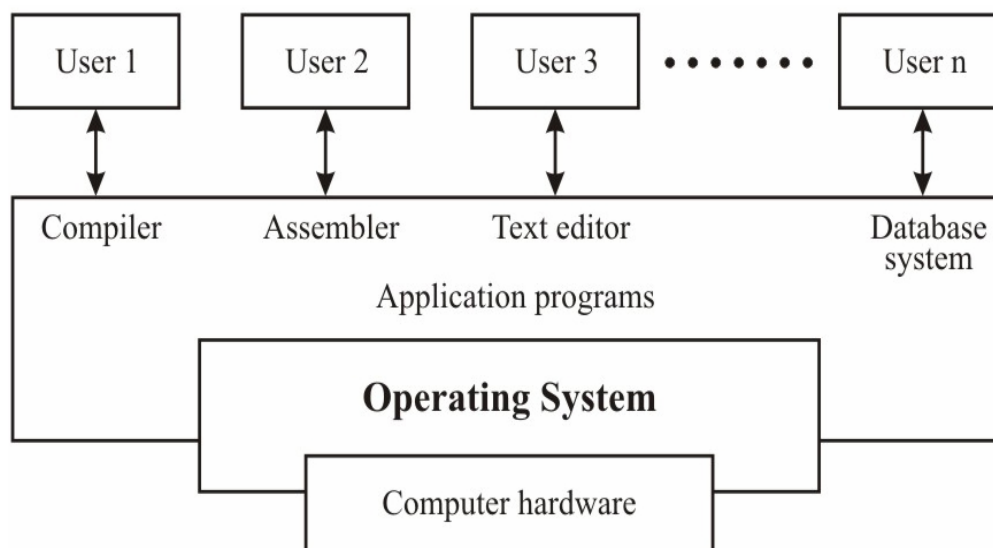 User 1
User 2
User 3
User n
Compiler
Assembler
Text editor
Database
system
Application programs
Operating System
Computer hardware